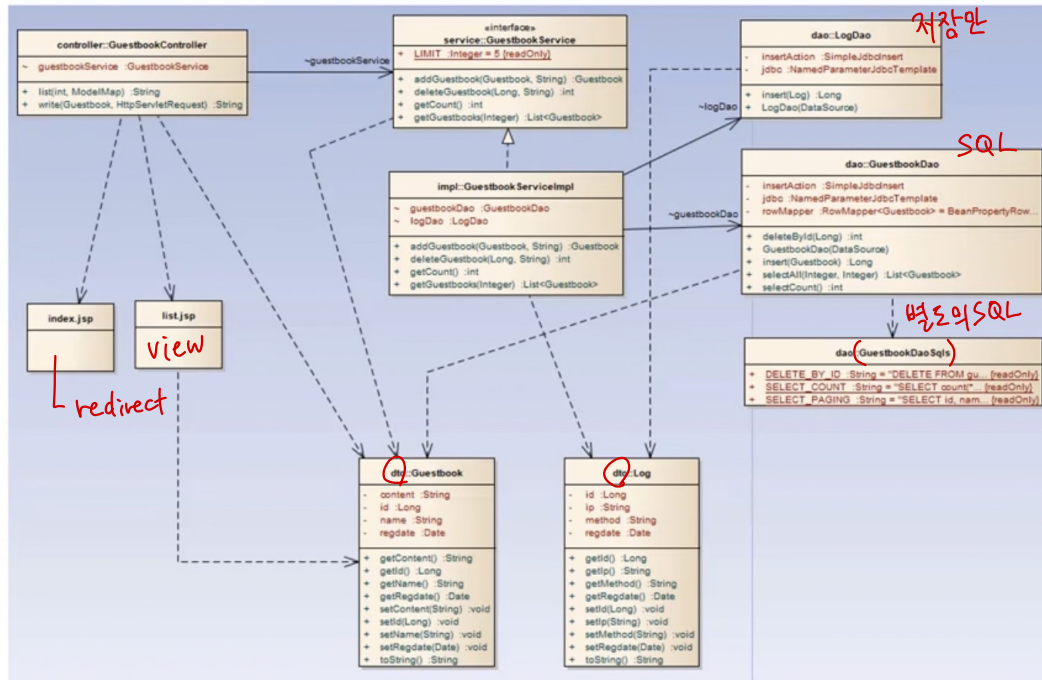 controller::GuestbookController
~ guestbookService :GuestbookService
+ list(int, ModelMap) :String
+ write(Guestbook, HttpServletRequest) :String
~guestbookService
«interface»
service::GuestbookService
+ LIMIT :Integer = 5 {readOnly}
+ addGuestbook(Guestbook, String) :Guestbook
+ deleteGuestbook(Long, String) :int
+ getCount() :int
+ getGuestbooks(Integer) :List<Guestbook>
저장만
dao::LogDao
- insertAction :SimpleJdbcInsert
- jdbc :NamedParameterJdbcTemplate
+ insert(Log) :Long
+ LogDao(DataSource)
~logDao
impl::GuestbookServiceImpl
~ guestbookDao :GuestbookDao
~ logDao :LogDao
+ addGuestbook(Guestbook, String) :Guestbook
+ deleteGuestbook(Long, String) :int
+ getCount() :int
+ getGuestbooks(Integer) :List<Guestbook>
~guestbookDao
SQL
dao::GuestbookDao
- insertAction :SimpleJdbcInsert
- jdbc :NamedParameterJdbcTemplate
- rowMapper :RowMapper<Guestbook> = BeanPropertyRow...
+ deleteById(Long) :int
+ GuestbookDao(DataSource)
+ insert(Guestbook) :Long
+ selectAll(Integer, Integer) :List<Guestbook>
+ selectCount() :int
index.jsp
redirect
list.jsp
view
별도의 SQL
dao::GuestbookDaoSqls
+ DELETE_BY_ID :String = "DELETE FROM gu... {readOnly}
+ SELECT_COUNT :String = "SELECT count(*... {readOnly}
+ SELECT_PAGING :String = "SELECT id, nam... {readOnly}
dto::Guestbook
- content :String
- id :Long
- name :String
- regdate :Date
+ getContent() :String
+ getId() :Long
+ getName() :String
+ getRegdate() :Date
+ setContent(String) :void
+ setId(Long) :void
+ setName(String) :void
+ setRegdate(Date) :void
+ toString() :String
dto::Log
- id :Long
- ip :String
- method :String
- regdate :Date
+ getId() :Long
+ getIp() :String
+ getMethod() :String
+ getRegdate() :Date
+ setId(Long) :void
+ setIp(String) :void
+ setMethod(String) :void
+ setRegdate(Date) :void
+ toString() :String